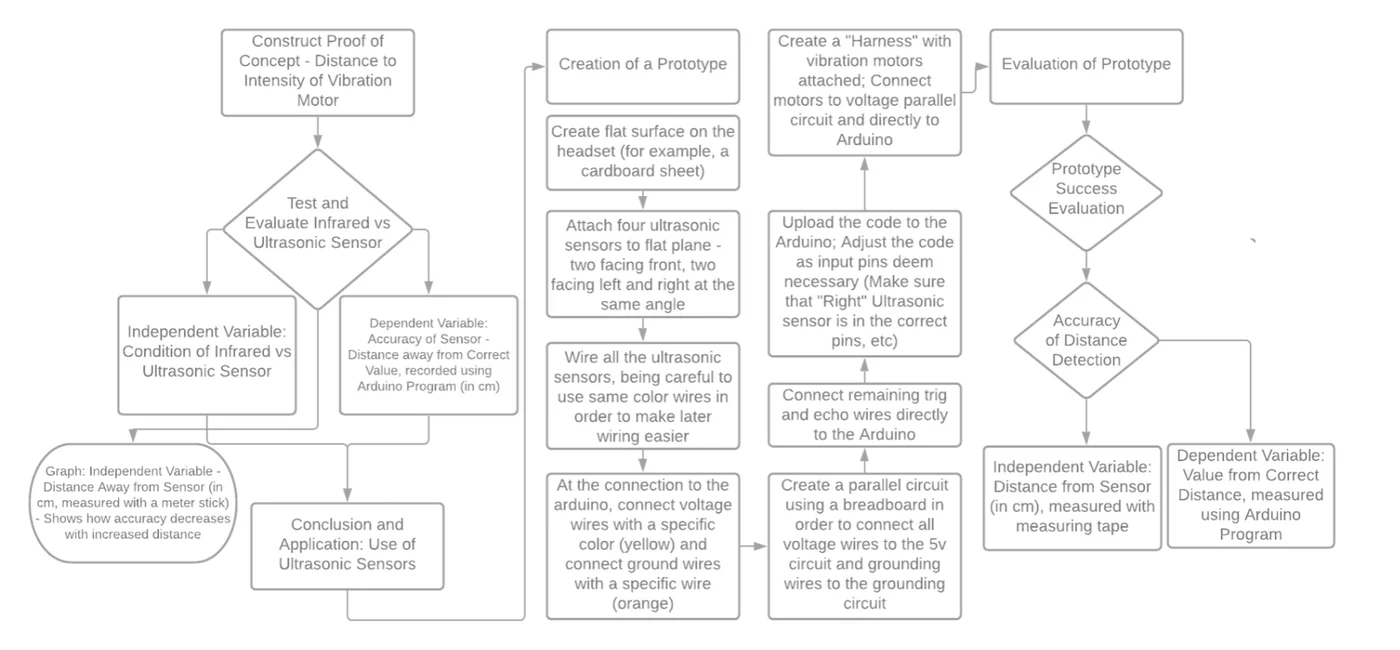 Construct Proof of
Concept - Distance to
Intensity of Vibration
Motor
Test and
Evaluate Infrared vs
Ultrasonic Sensor
Independent Variable:
Condition of Infrared vs
Ultrasonic Sensor
Dependent Variable:
Accuracy of Sensor -
Distance away from Correct
Value, recorded using
Arduino Program (in cm)
Graph: Independent Variable -
Distance Away from Sensor (in
cm, measured with a meter stick)
- Shows how accuracy decreases
with increased distance
Conclusion and
Application: Use of
Ultrasonic Sensors
Creation of a Prototype
Create flat surface on the
headset (for example, a
cardboard sheet)
Attach four ultrasonic
sensors to flat plane -
two facing front, two
facing left and right at the
same angle
Wire all the ultrasonic
sensors, being careful to
use same color wires in
order to make later
wiring easier
At the connection to the
arduino, connect voltage
wires with a specific
color (yellow) and
connect ground wires
with a specific wire
(orange)
Create a parallel circuit
using a breadboard in
order to connect all
voltage wires to the 5v
circuit and grounding
wires to the grounding
circuit
Connect remaining trig
and echo wires directly
to the Arduino
Upload the code to the
Arduino; Adjust the code
as input pins deem
necessary (Make sure
that "Right" Ultrasonic
sensor is in the correct
pins, etc)
Create a "Harness" with
vibration motors
attached; Connect
motors to voltage parallel
circuit and directly to
Arduino
Evaluation of Prototype
Prototype
Success
Evaluation
Accuracy
of Distance
Detection
Independent Variable:
Distance from Sensor
(in cm), measured with
measuring tape
Dependent Variable:
Value from Correct
Distance, measured
using Arduino
Program